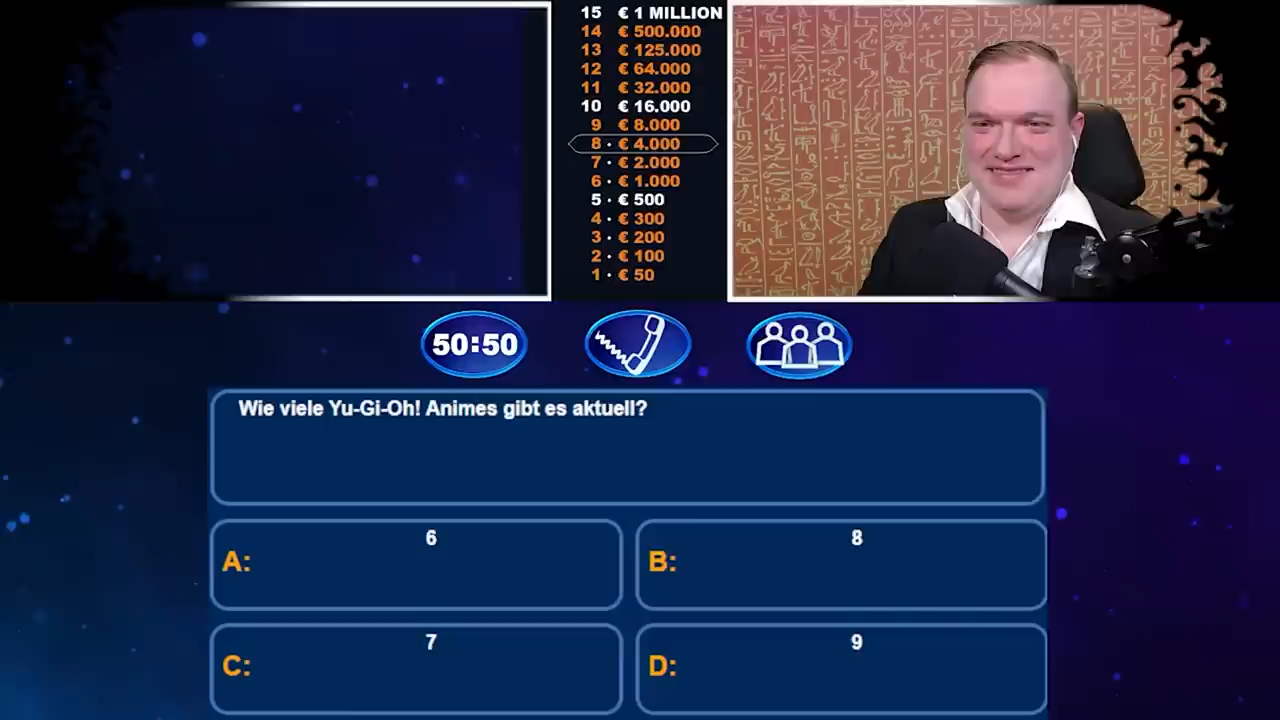 15 € 1 MILLION
14 € 500.000
13 € 125.000
12 € 64.000
11 € 32.000
10 € 16.000
9 € 8.000
8 · € 4.000
7 · € 2.000
6 · € 1.000
5 · € 500
4 · € 300
3 · € 200
2 · € 100
1 · € 50
50:50
Wie viele Yu-Gi-Oh! Animes gibt es aktuell?
A: 6
B: 8
C: 7
D: 9